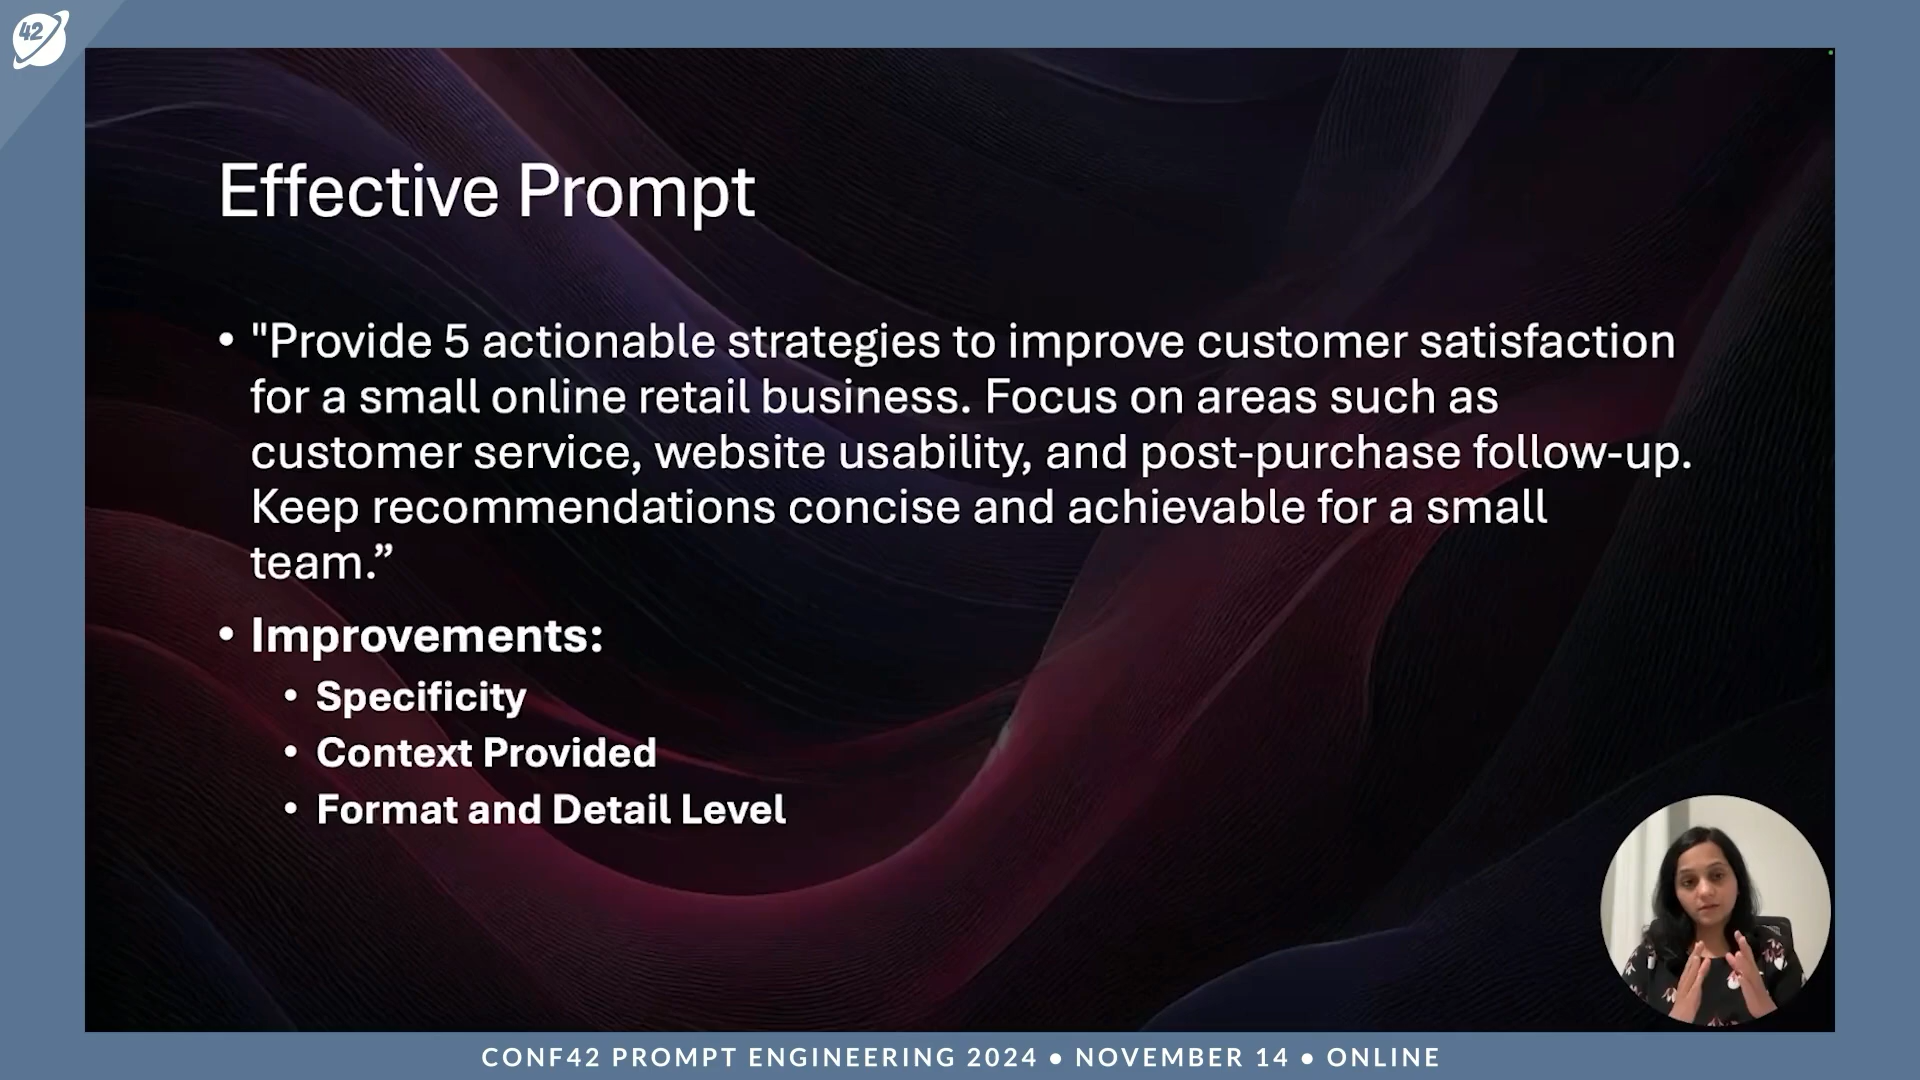 42
Effective Prompt
• "Provide 5 actionable strategies to improve customer satisfaction
for a small online retail business. Focus on areas such as
customer service, website usability, and post-purchase follow-up.
Keep recommendations concise and achievable for a small
team.”
• Improvements:
• Specificity
• Context Provided
• Format and Detail Level
CONF42 PROMPT ENGINEERING 2024 • NOVEMBER 14 • ONLINE